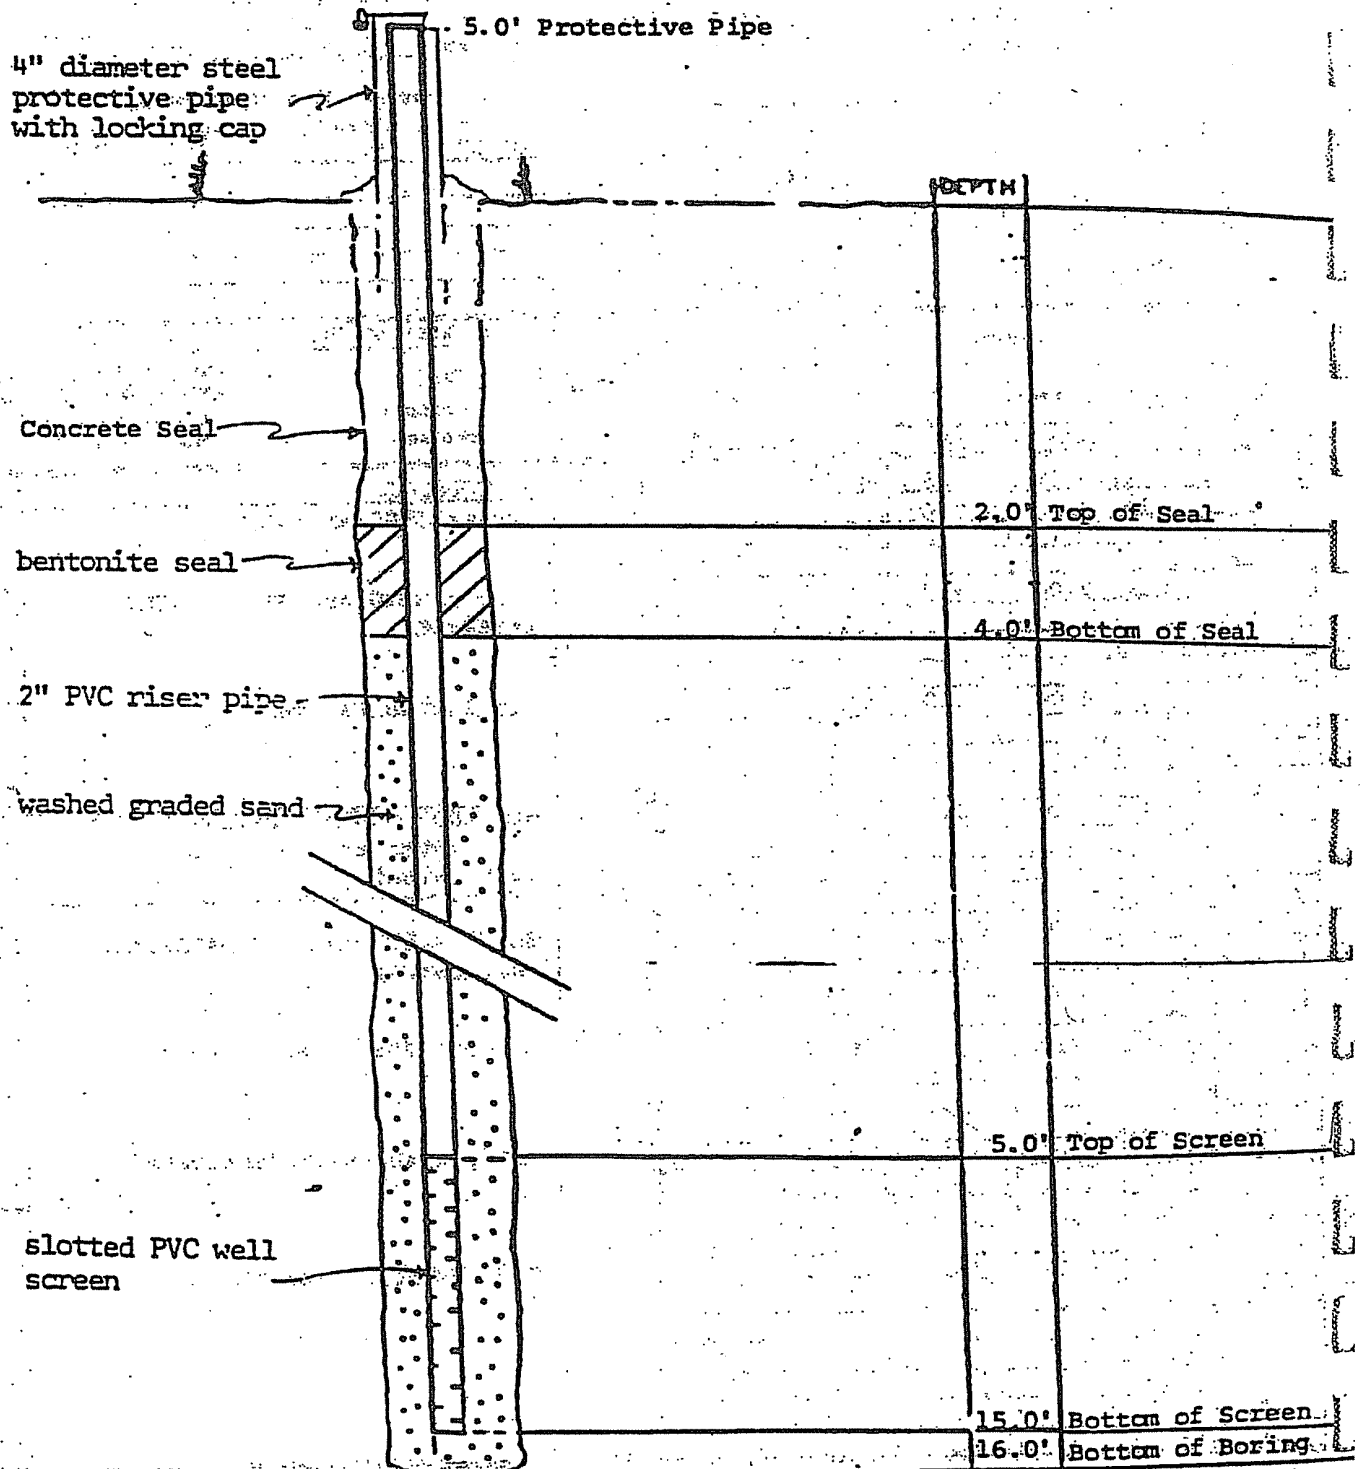 5.0' Protective Pipe
4" diameter steel
protective pipe
with locking cap
DEPTH
Concrete Seal
2.0' Top of Seal
bentonite seal
4.0' Bottom of Seal
2" PVC riser pipe
washed graded sand
5.0' Top of Screen
slotted PVC well
screen
15.0' Bottom of Screen
16.0' Bottom of Boring